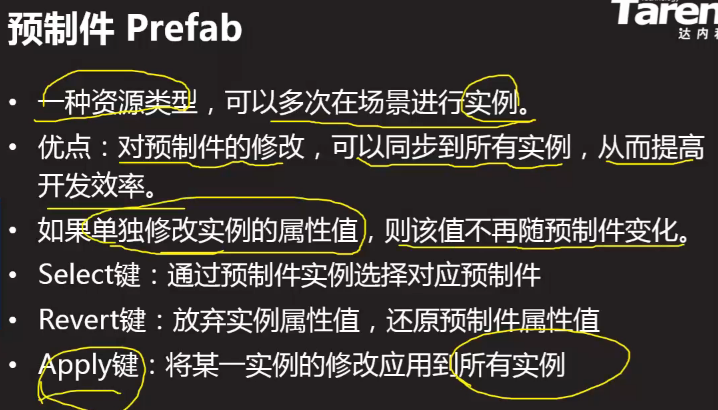 预制件 Prefab
Taren
达内科
• 一种资源类型，可以多次在场景进行实例。
• 优点：对预制件的修改，可以同步到所有实例，从而提高
开发效率。
• 如果单独修改实例的属性值，则该值不再随预制件变化。
• Select键：通过预制件实例选择对应预制件
• Revert键：放弃实例属性值，还原预制件属性值
• Apply键：将某一实例的修改应用到所有实例